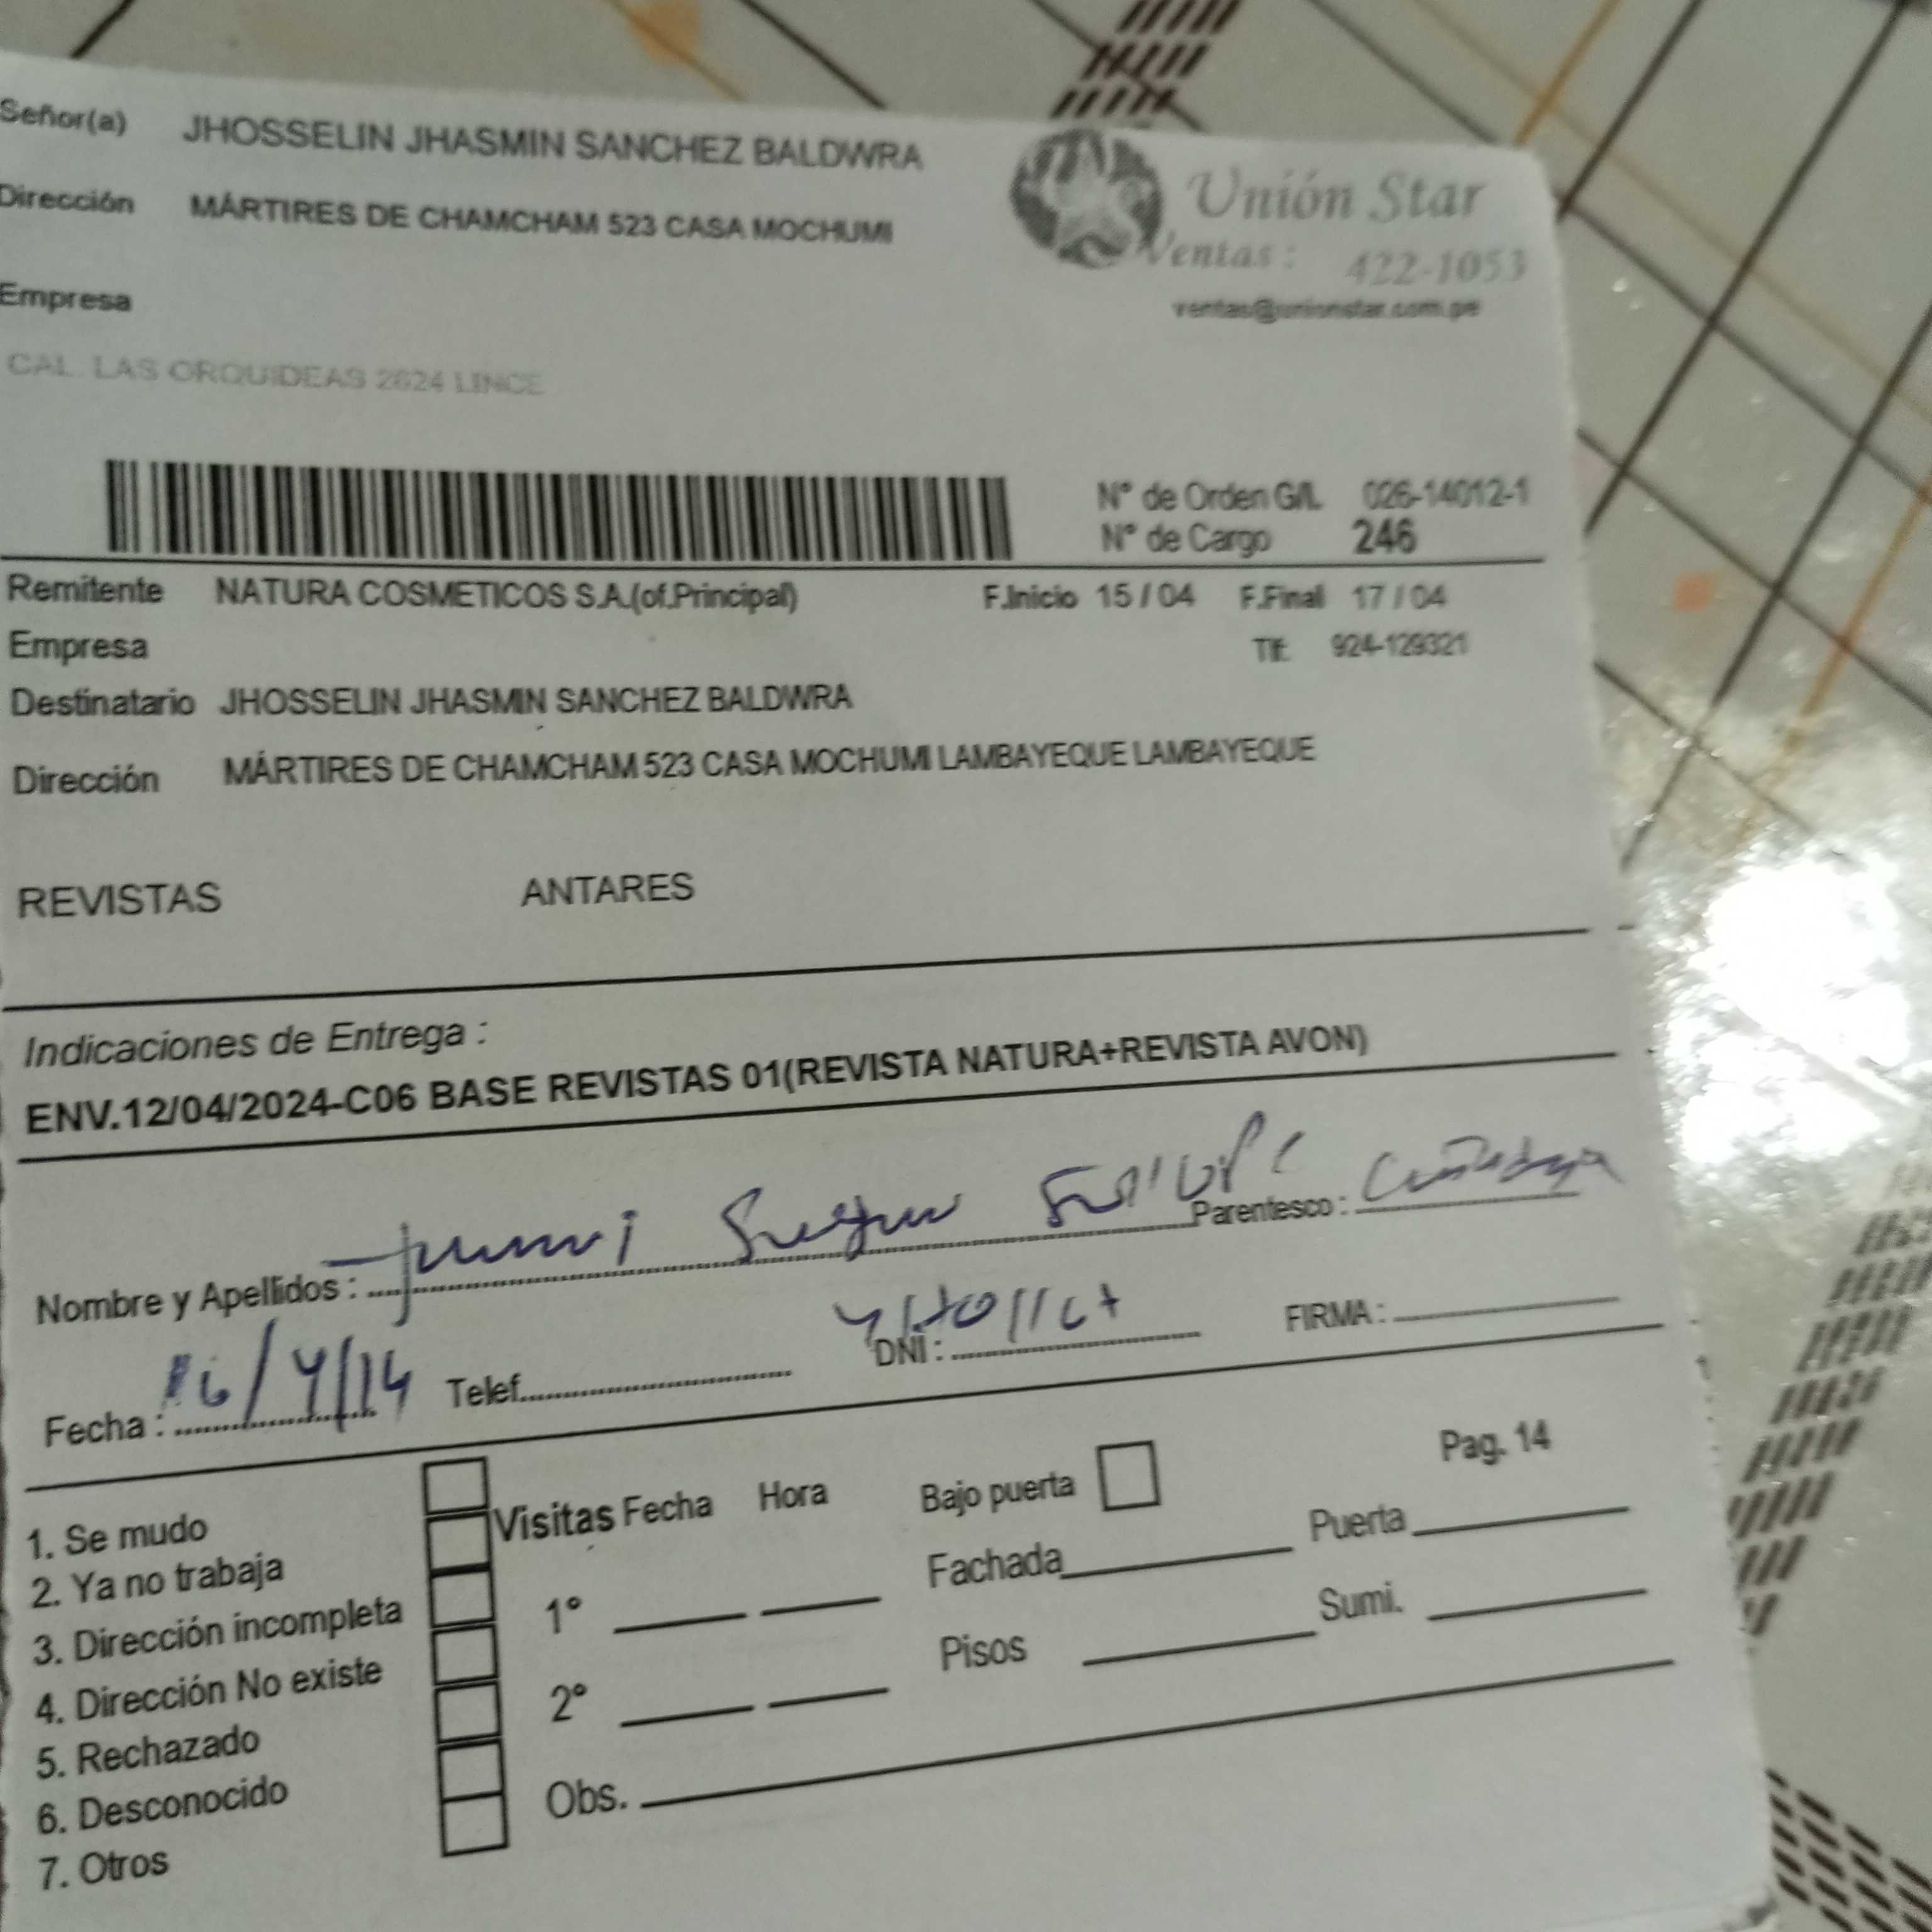 Señor(a) JHOSSELIN JHASMIN SANCHEZ BALDWRA
Dirección MÁRTIRES DE CHAMCHAM 523 CASA MOCHUMI
Unión Star
Ventas : 422-1053
ventas@unionstar.com.pe
Empresa
CAL. LAS ORQUIDEAS 2624 LINCE
N° de Orden G/L 026-14012-1
N° de Cargo 246
Remitente NATURA COSMETICOS S.A.(of.Principal) F.Inicio 15 / 04 F.Final 17 / 04
Empresa Tlf: 924-129321
Destinatario JHOSSELIN JHASMIN SANCHEZ BALDWRA
Dirección MÁRTIRES DE CHAMCHAM 523 CASA MOCHUMI LAMBAYEQUE LAMBAYEQUE
REVISTAS ANTARES
Indicaciones de Entrega :
ENV.12/04/2024-C06 BASE REVISTAS 01(REVISTA NATURA+REVISTA AVON)
Nombre y Apellidos : Parentesco :
Fecha : Telef. DNI : FIRMA :
Pag. 14
1. Se mudo
2. Ya no trabaja
3. Dirección incompleta
4. Dirección No existe
5. Rechazado
6. Desconocido
7. Otros
Visitas Fecha Hora
1°
2°
Bajo puerta
Fachada Puerta
Pisos Sumi.
Obs.